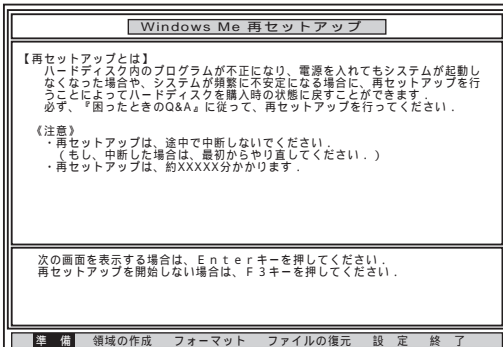 Windows Me 再セットアップ
【再セットアップとは】
ハードディスク内のプログラムが不正になり、電源を入れてもシステムが起動し
なくなった場合や、システムが頻繁に不安定になる場合に、再セットアップを行
うことによってハードディスクを購入時の状態に戻すことができます．
必ず、『困ったときのQ&A』に従って、再セットアップを行ってください．
《注意》
・再セットアップは、途中で中断しないでください．
（もし、中断した場合は、最初からやり直してください．）
・再セットアップは、約XXXXX分かかります．
次の画面を表示する場合は、Ｅｎｔｅｒキーを押してください．
再セットアップを開始しない場合は、Ｆ３キーを押してください．
準　備　領域の作成　フォーマット　ファイルの復元　設　定　終　了